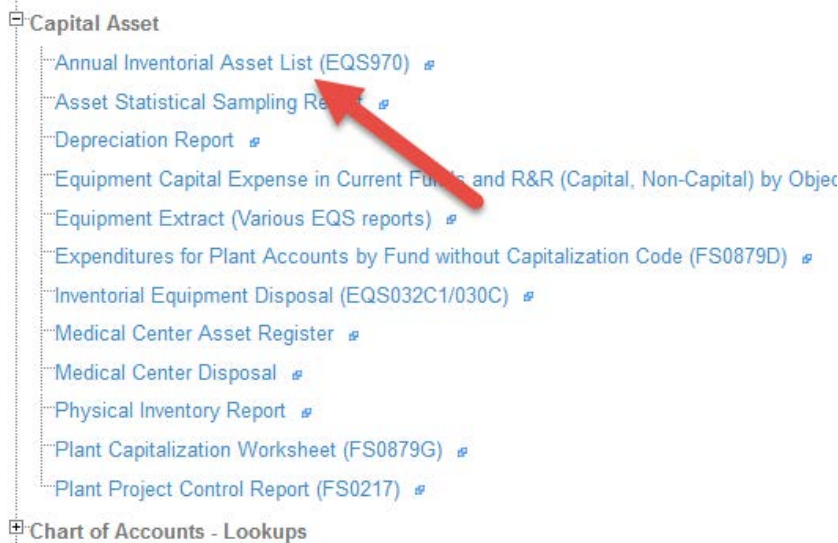 Capital Asset
Annual Inventorial Asset List (EQS970)
Asset Statistical Sampling
Depreciation Report
Equipment Capital Expense in Current and R&R (Capital, Non-Capital) by Objec
Equipment Extract (Various EQS reports)
Expenditures for Plant Accounts by Fund without Capitalization Code (FS0879D)
Inventorial Equipment Disposal (EQS032C1/030C)
Medical Center Asset Register
Medical Center Disposal
Physical Inventory Report
Plant Capitalization Worksheet (FS0879G)
Plant Project Control Report (FS0217)
Chart of Accounts - Lookups